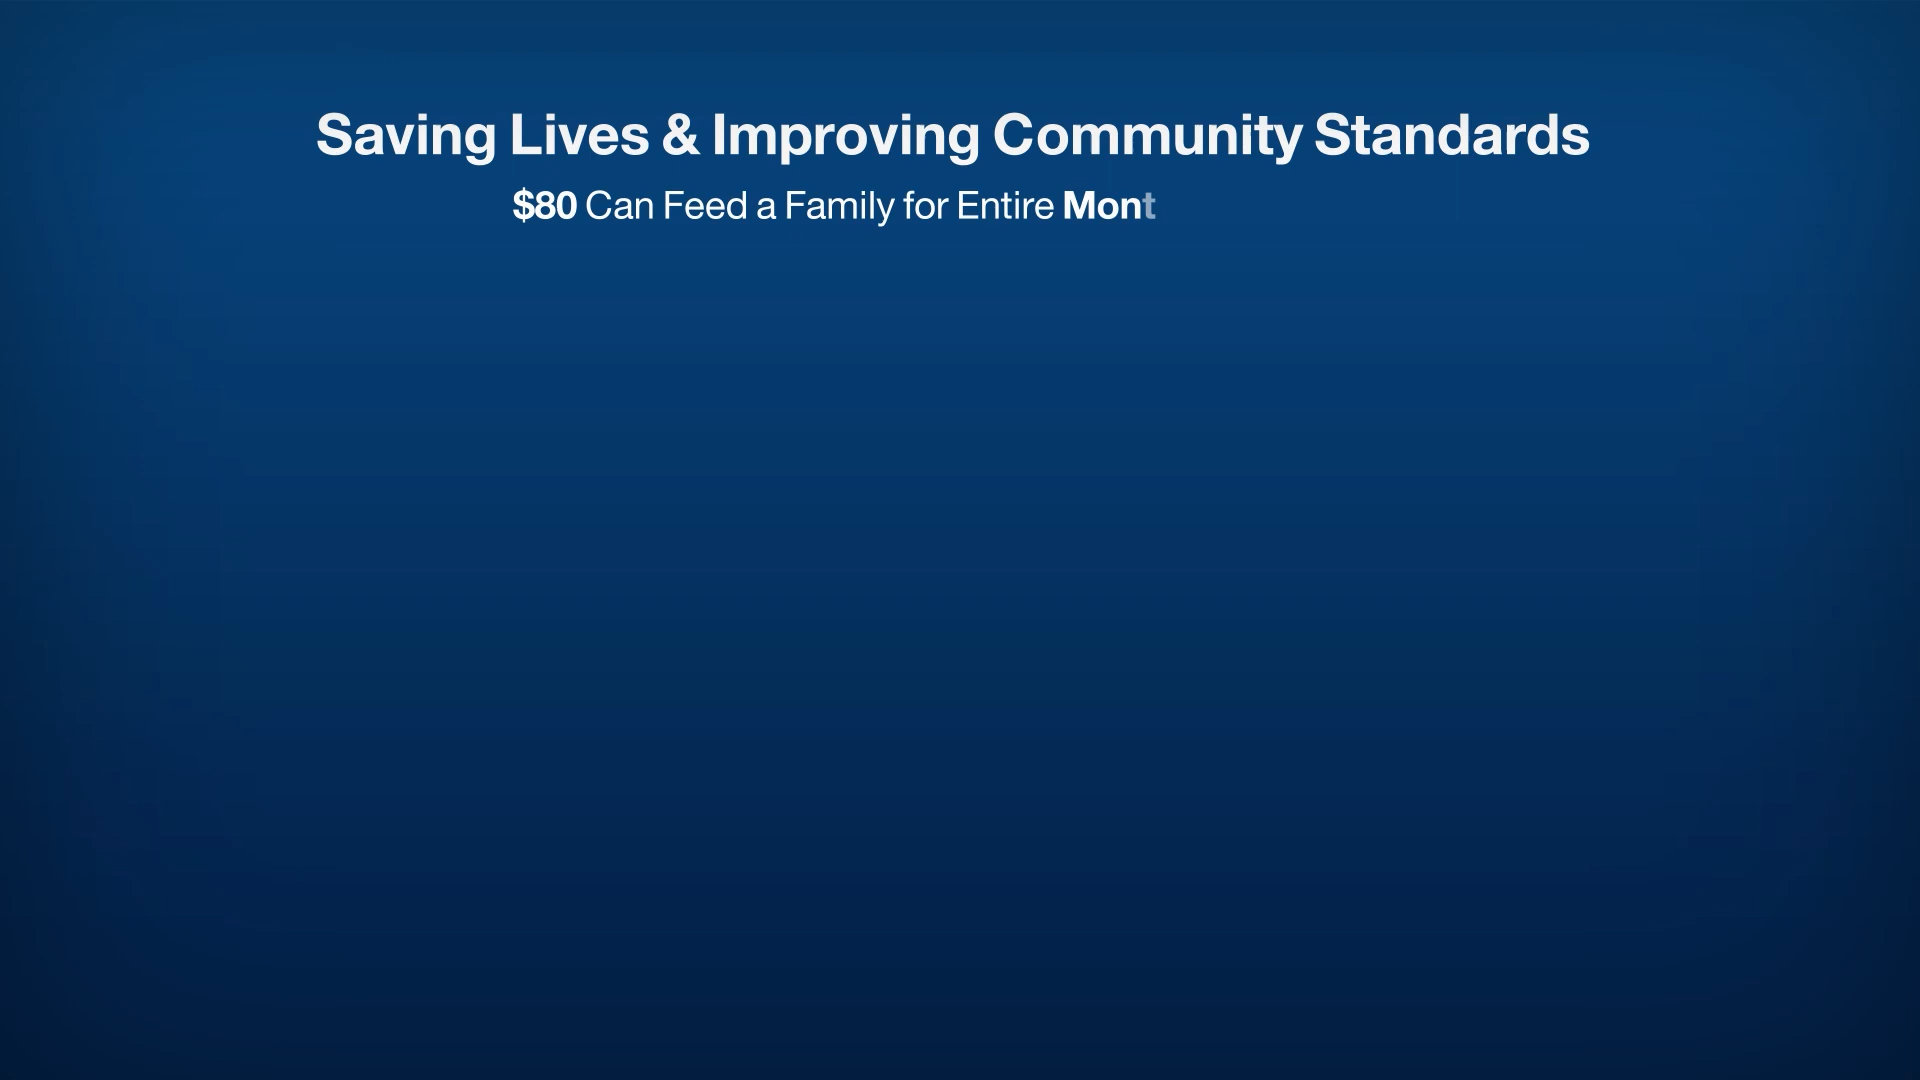 Saving Lives & Improving Community Standards
$80 Can Feed a Family for Entire Mont